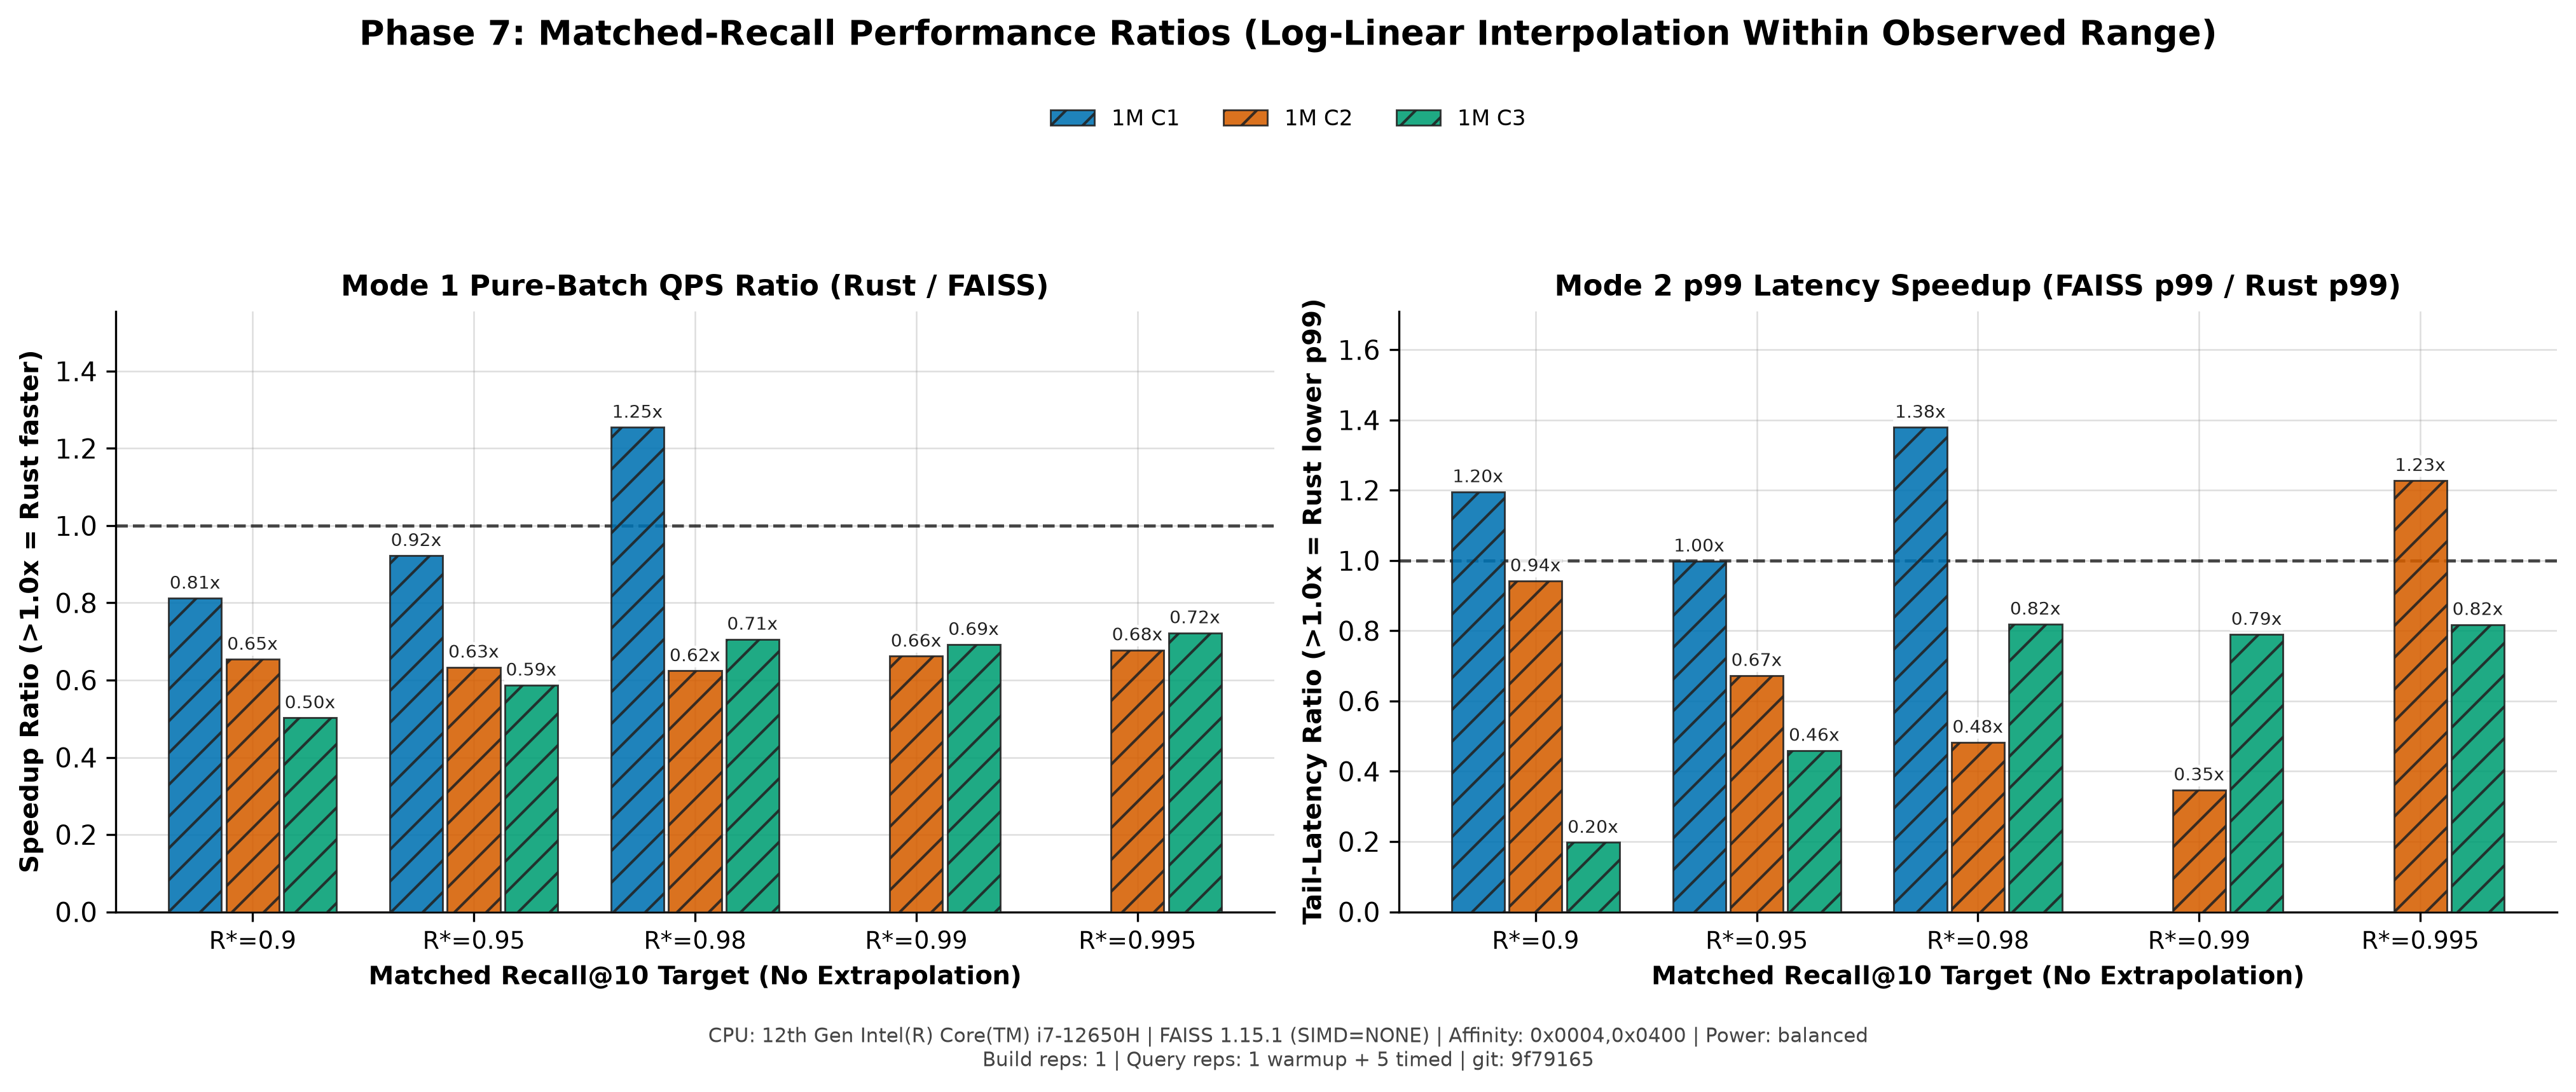 Phase 7: Matched-Recall Performance Ratios (Log-Linear Interpolation Within Observed Range)
1M C1
1M C2
1M C3
Mode 1 Pure-Batch QPS Ratio (Rust / FAISS)
Speedup Ratio (>1.0x = Rust faster)
1.4
1.2
1.0
0.8
0.6
0.4
0.2
0.0
0.81x
0.65x
0.50x
0.92x
0.63x
0.59x
1.25x
0.62x
0.71x
0.66x
0.69x
0.68x
0.72x
R*=0.9
R*=0.95
R*=0.98
R*=0.99
R*=0.995
Matched Recall@10 Target (No Extrapolation)
Mode 2 p99 Latency Speedup (FAISS p99 / Rust p99)
Tail-Latency Ratio (>1.0x = Rust lower p99)
1.6
1.4
1.2
1.0
0.8
0.6
0.4
0.2
0.0
1.20x
0.94x
0.20x
1.00x
0.67x
0.46x
1.38x
0.48x
0.82x
0.35x
0.79x
1.23x
0.82x
R*=0.9
R*=0.95
R*=0.98
R*=0.99
R*=0.995
Matched Recall@10 Target (No Extrapolation)
CPU: 12th Gen Intel(R) Core(TM) i7-12650H | FAISS 1.15.1 (SIMD=NONE) | Affinity: 0x0004,0x0400 | Power: balanced
Build reps: 1 | Query reps: 1 warmup + 5 timed | git: 9f79165